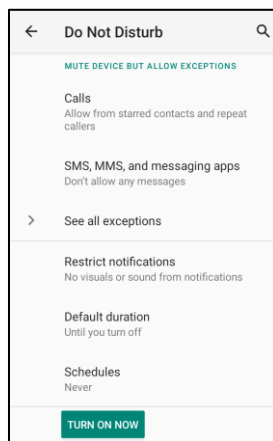 Do Not Disturb
MUTE DEVICE BUT ALLOW EXCEPTIONS
Calls
Allow from starred contacts and repeat
callers
SMS, MMS, and messaging apps
Don't allow any messages
See all exceptions
Restrict notifications
No visuals or sound from notifications
Default duration
Until you turn off
Schedules
Never
TURN ON NOW